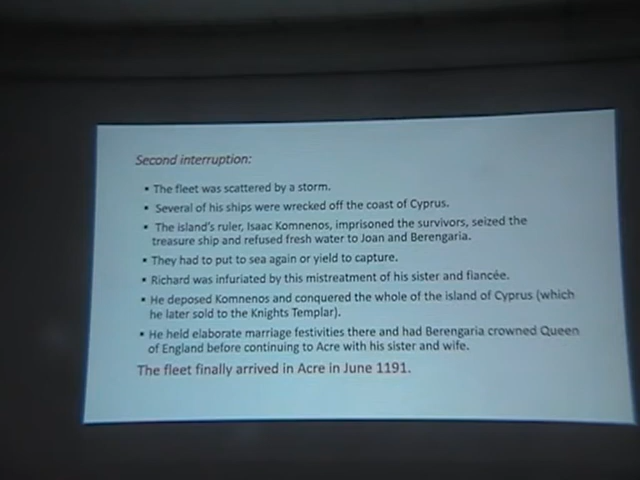 Second interruption:
▪ The fleet was scattered by a storm.
▪ Several of his ships were wrecked off the coast of Cyprus.
▪ The island's ruler, Isaac Komnenos, imprisoned the survivors, seized the
treasure ship and refused fresh water to Joan and Berengaria.
▪ They had to put to sea again or yield to capture.
▪ Richard was infuriated by this mistreatment of his sister and fiancée.
▪ He deposed Komnenos and conquered the whole of the island of Cyprus (which
he later sold to the Knights Templar).
▪ He held elaborate marriage festivities there and had Berengaria crowned Queen
of England before continuing to Acre with his sister and wife.
The fleet finally arrived in Acre in June 1191.